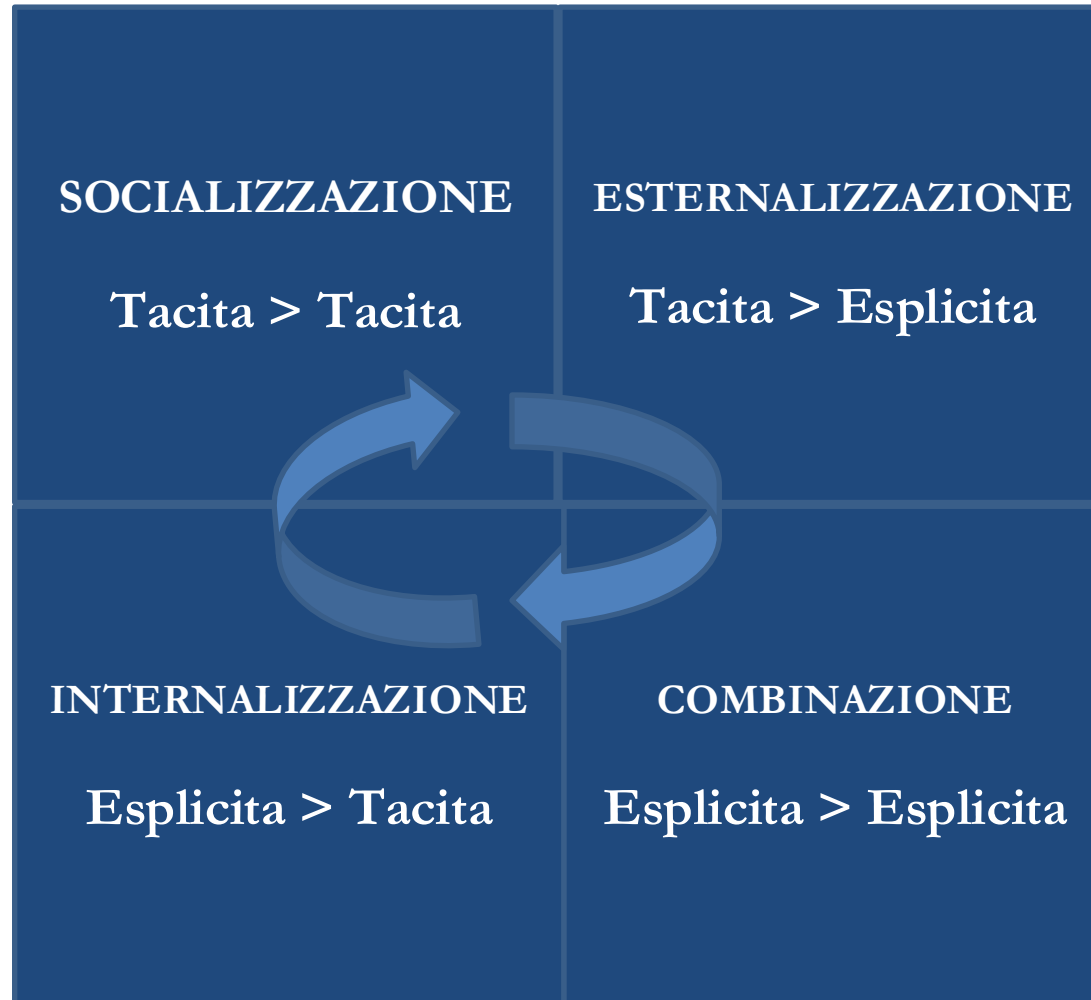 SOCIALIZZAZIONE
Tacita > Tacita
ESTERNALIZZAZIONE
Tacita > Esplicita
INTERNALIZZAZIONE
Esplicita > Tacita
COMBINAZIONE
Esplicita > Esplicita